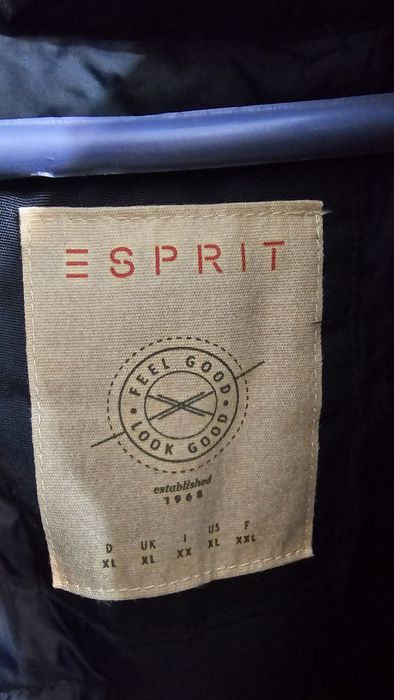 ESPRIT
FEEL GOOD
LOOK GOOD
established
1968
D UK I US F
XL XL XX XL XXL